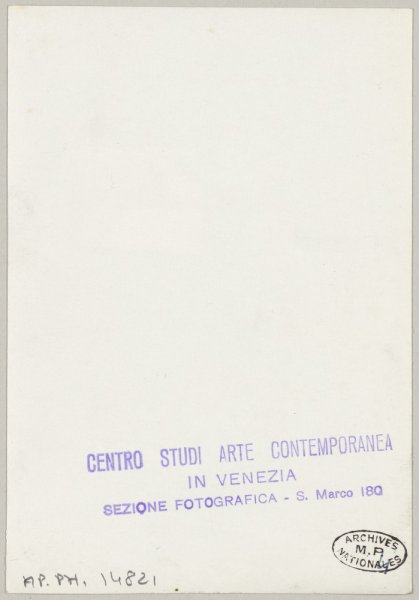 CENTRO STUDI ARTE CONTEMPORANEA
IN VENEZIA
SEZIONE FOTOGRAFICA - S. Marco 180
ARCHIVES
M.P.
NATIONALES
AP.PH. 14821